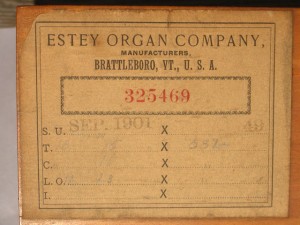 ESTEY ORGAN COMPANY,
MANUFACTURERS,
BRATTLEBORO, VT., U. S. A.
325469
S. U. SEP. 1901 X
T. X
C. X
L. O. X
L X